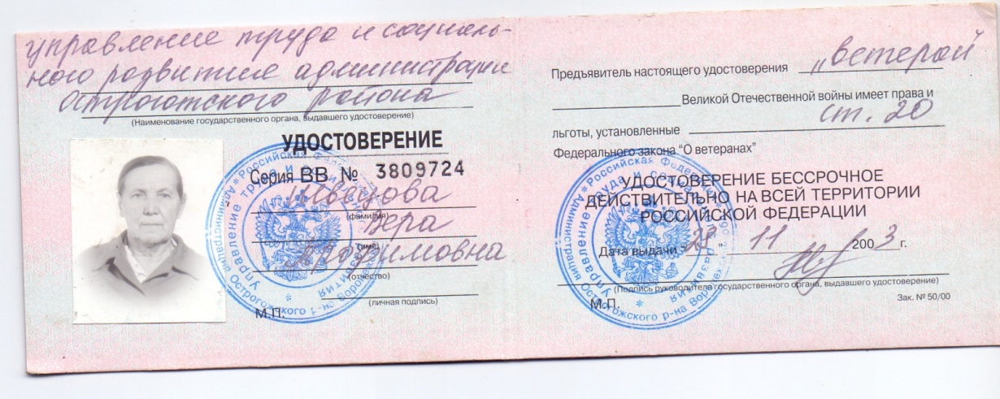 управление труда и социаль-
ного развития администрации
Острогожского района
(Наименование государственного органа, выдавшего удостоверение)
УДОСТОВЕРЕНИЕ
Серия ВВ № 3809724
Швецова
(фамилия)
Вера
(имя)
Трофимовна
(отчество)
(личная подпись)
М.П.
Предъявитель настоящего удостоверения „ветеран
Великой Отечественной войны имеет права и
льготы, установленные ст. 20
Федерального закона "О ветеранах"
УДОСТОВЕРЕНИЕ БЕССРОЧНОЕ
ДЕЙСТВИТЕЛЬНО НА ВСЕЙ ТЕРРИТОРИИ
РОССИЙСКОЙ ФЕДЕРАЦИИ
Дата выдачи „23 " 11 2003 г.
(Подпись руководителя государственного органа, выдавшего удостоверение)
М.П.
Зак. № 50/00